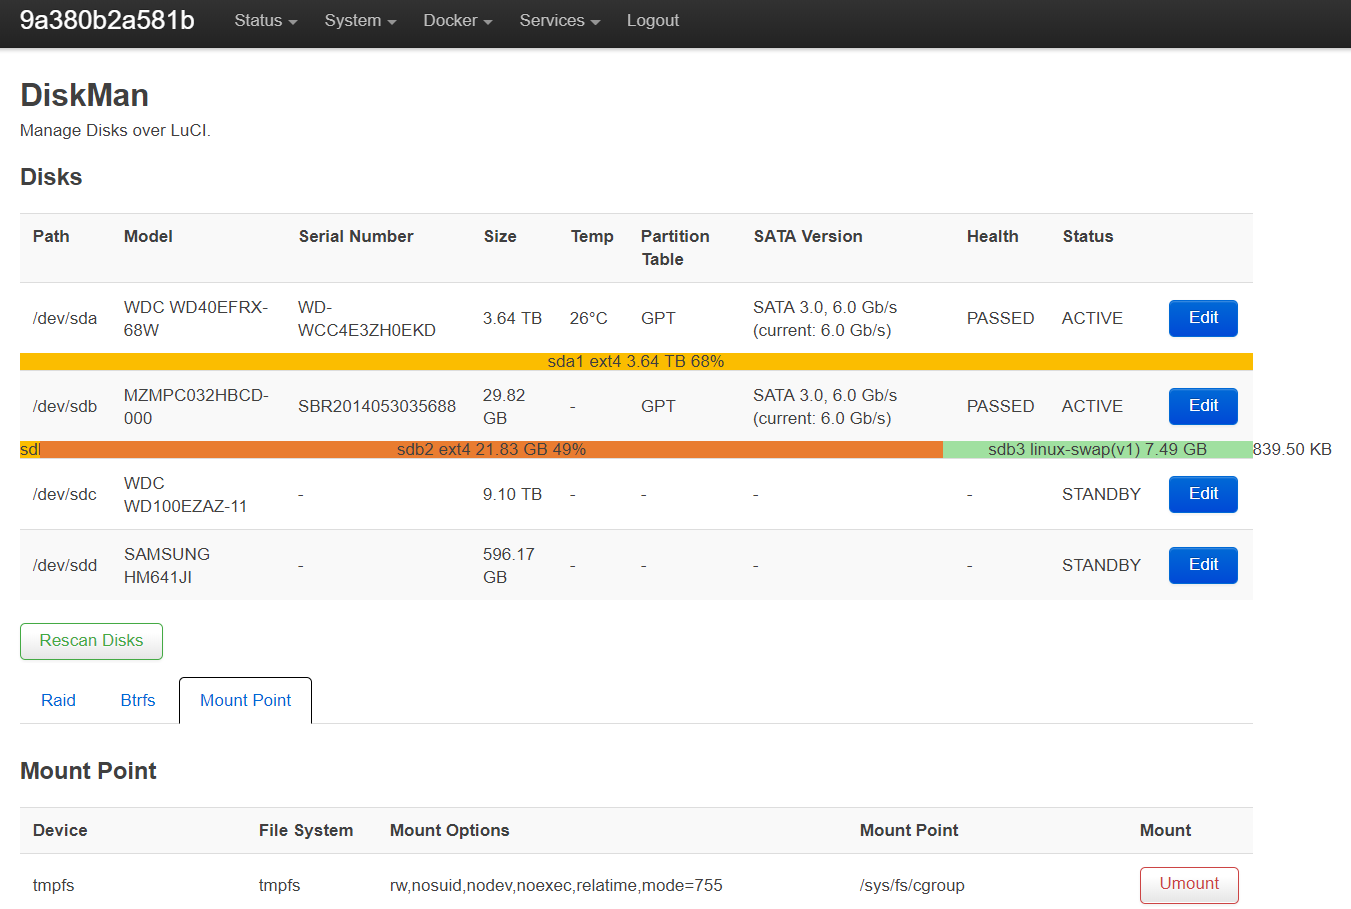 9a380b2a581b Status System Docker Services Logout
DiskMan
Manage Disks over LuCI.
Disks
Path Model Serial Number Size Temp Partition Table SATA Version Health Status
/dev/sda WDC WD40EFRX-68W WD-WCC4E3ZH0EKD 3.64 TB 26°C GPT SATA 3.0, 6.0 Gb/s (current: 6.0 Gb/s) PASSED ACTIVE Edit
sda1 ext4 3.64 TB 68%
/dev/sdb MZMPC032HBCD-000 SBR2014053035688 29.82 GB - GPT SATA 3.0, 6.0 Gb/s (current: 6.0 Gb/s) PASSED ACTIVE Edit
sdb2 ext4 21.83 GB 49% sdb3 linux-swap(v1) 7.49 GB 839.50 KB
/dev/sdc WDC WD100EZAZ-11 - 9.10 TB - - - - STANDBY Edit
/dev/sdd SAMSUNG HM641JI - 596.17 GB - - - - STANDBY Edit
Rescan Disks
Raid Btrfs Mount Point
Mount Point
Device File System Mount Options Mount Point Mount
tmpfs tmpfs rw,nosuid,nodev,noexec,relatime,mode=755 /sys/fs/cgroup Umount